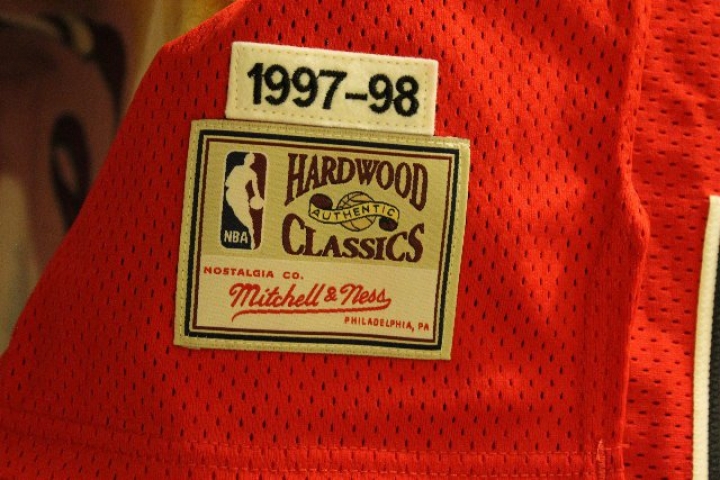 1997-98
HARDWOOD
AUTHENTIC
CLASSICS
NBA
NOSTALGIA CO.
Mitchell & Ness
PHILADELPHIA, PA